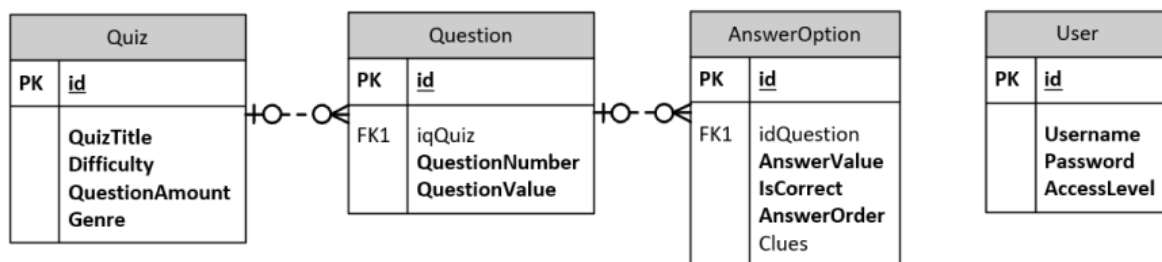 Quiz
PK id
QuizTitle
Difficulty
QuestionAmount
Genre
Question
PK id
FK1 iqQuiz
QuestionNumber
QuestionValue
AnswerOption
PK id
FK1 idQuestion
AnswerValue
IsCorrect
AnswerOrder
Clues
User
PK id
Username
Password
AccessLevel